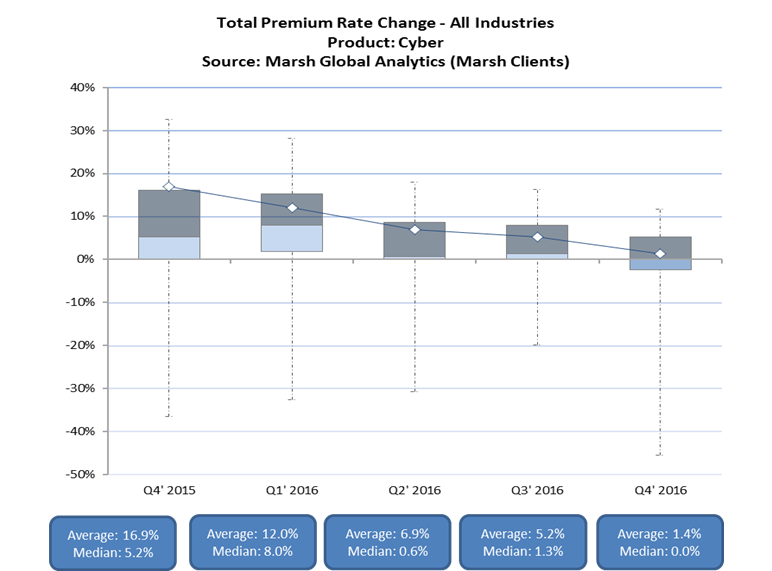 Total Premium Rate Change - All Industries
Product: Cyber
Source: Marsh Global Analytics (Marsh Clients)
40%
30%
20%
10%
0%
-10%
-20%
-30%
-40%
-50%
Q4' 2015
Q1' 2016
Q2' 2016
Q3' 2016
Q4' 2016
Average: 16.9%
Median: 5.2%
Average: 12.0%
Median: 8.0%
Average: 6.9%
Median: 0.6%
Average: 5.2%
Median: 1.3%
Average: 1.4%
Median: 0.0%